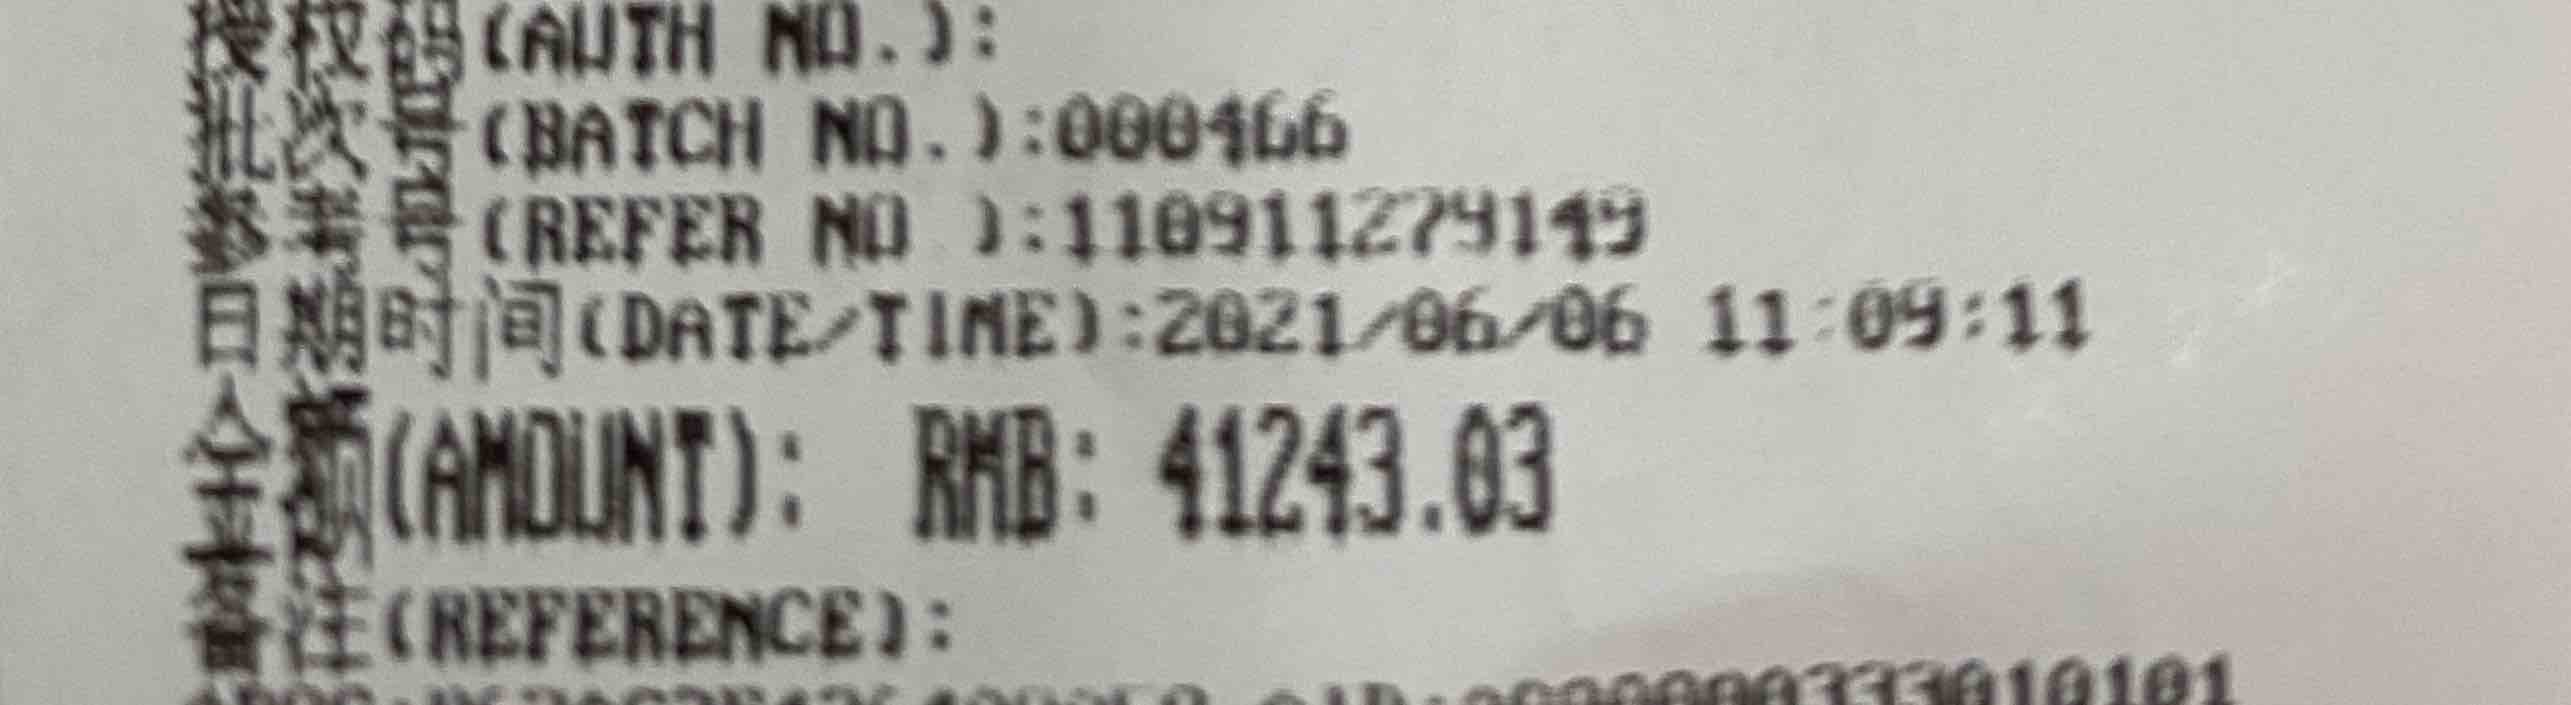 授权码(AUTH NO.):
批次号(BATCH NO.):000466
参考号(REFER NO ):110911279149
日期时间(DATE/TIME):2021/06/06 11:09:11
金额(AMOUNT): RMB: 41243.03
备注(REFERENCE):